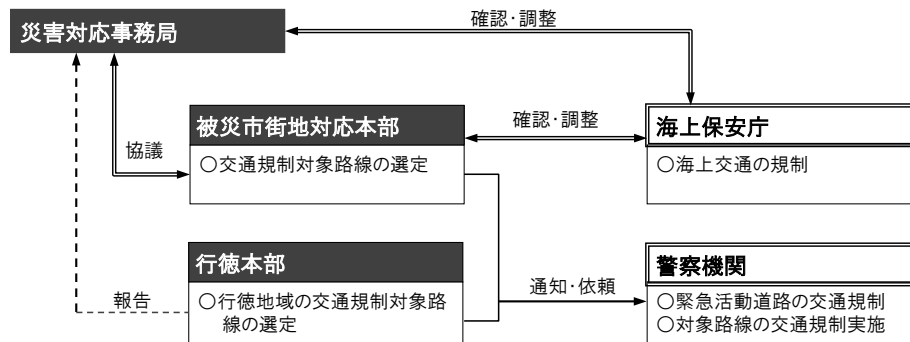 確認・調整
災害対応事務局
被災市街地対応本部
確認・調整
海上保安庁
協議
○交通規制対象路線の選定
○海上交通の規制
行徳本部
警察機関
報告
○行徳地域の交通規制対象路
線の選定
通知・依頼
○緊急活動道路の交通規制
○対象路線の交通規制実施